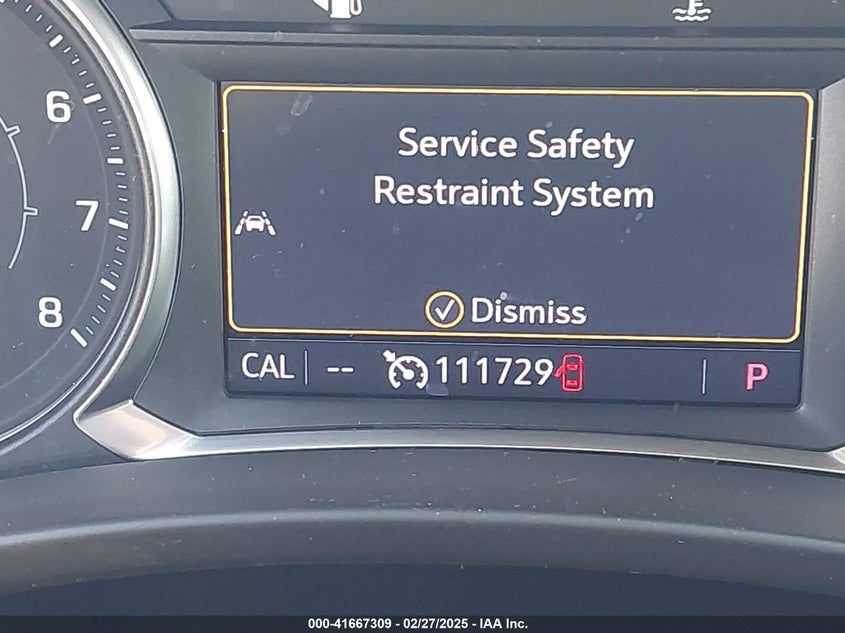 6
7
8
Service Safety
Restraint System
Dismiss
CAL -- 111729 P
000-41667309 - 02/27/2025 - IAA Inc.